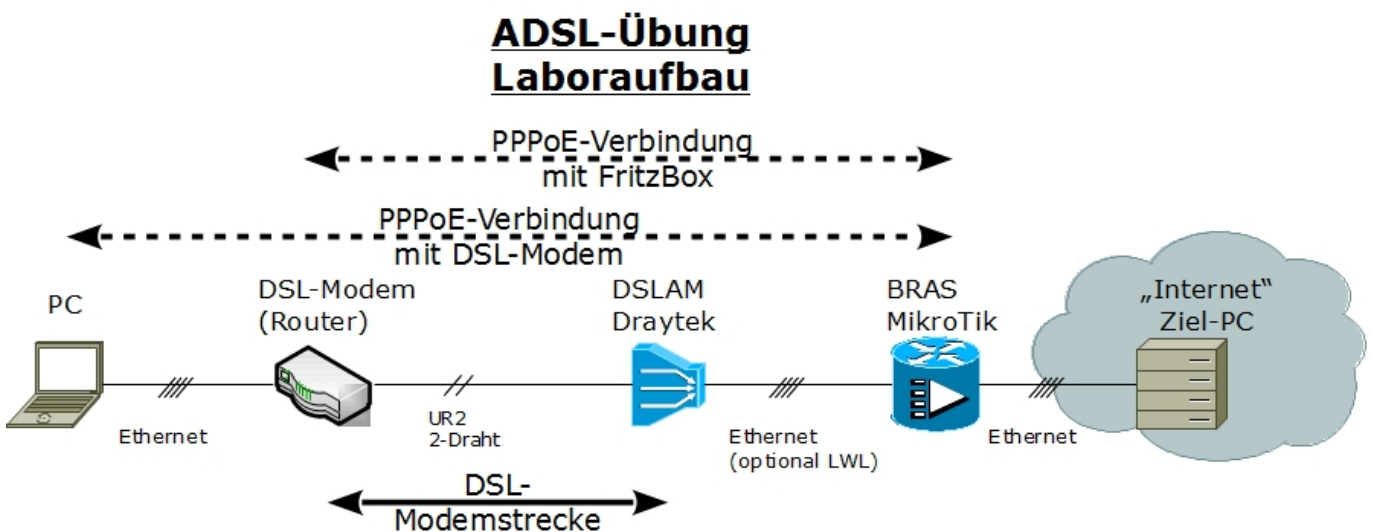 ADSL-Übung
Laboraufbau
PPPoE-Verbindung
mit FritzBox
PPPoE-Verbindung
mit DSL-Modem
PC
DSL-Modem
(Router)
DSLAM
Draytek
BRAS
MikroTik
„Internet“
Ziel-PC
Ethernet
UR2
2-Draht
Ethernet
(optional LWL)
Ethernet
DSL-
Modemstrecke